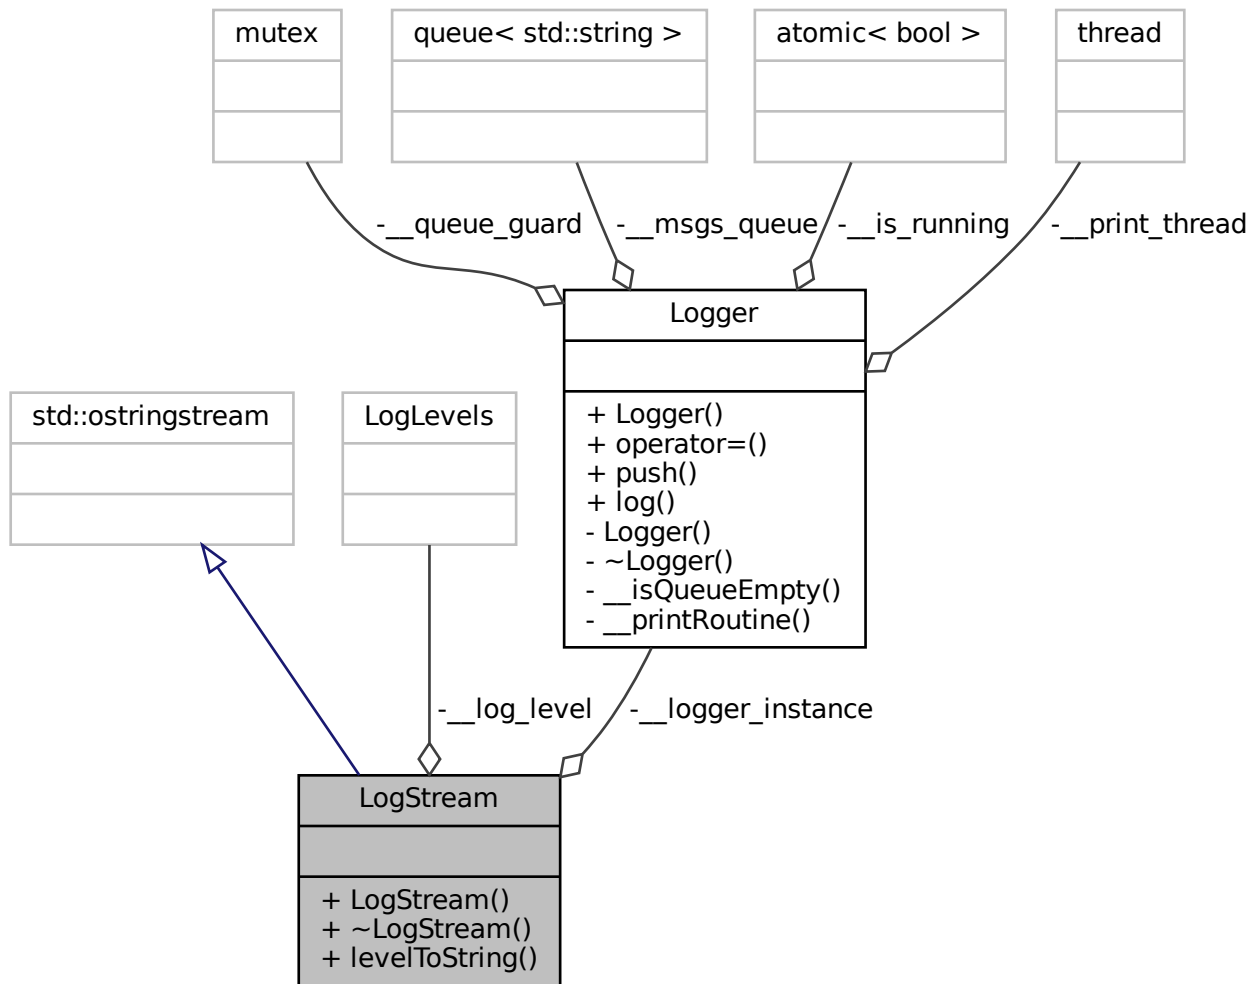 mutex
queue< std::string >
atomic< bool >
thread
-__queue_guard
-__msgs_queue
-__is_running
-__print_thread
Logger
+ Logger()
+ operator=()
+ push()
+ log()
- Logger()
- ~Logger()
- __isQueueEmpty()
- __printRoutine()
std::ostringstream
LogLevels
-__log_level
-__logger_instance
LogStream
+ LogStream()
+ ~LogStream()
+ levelToString()